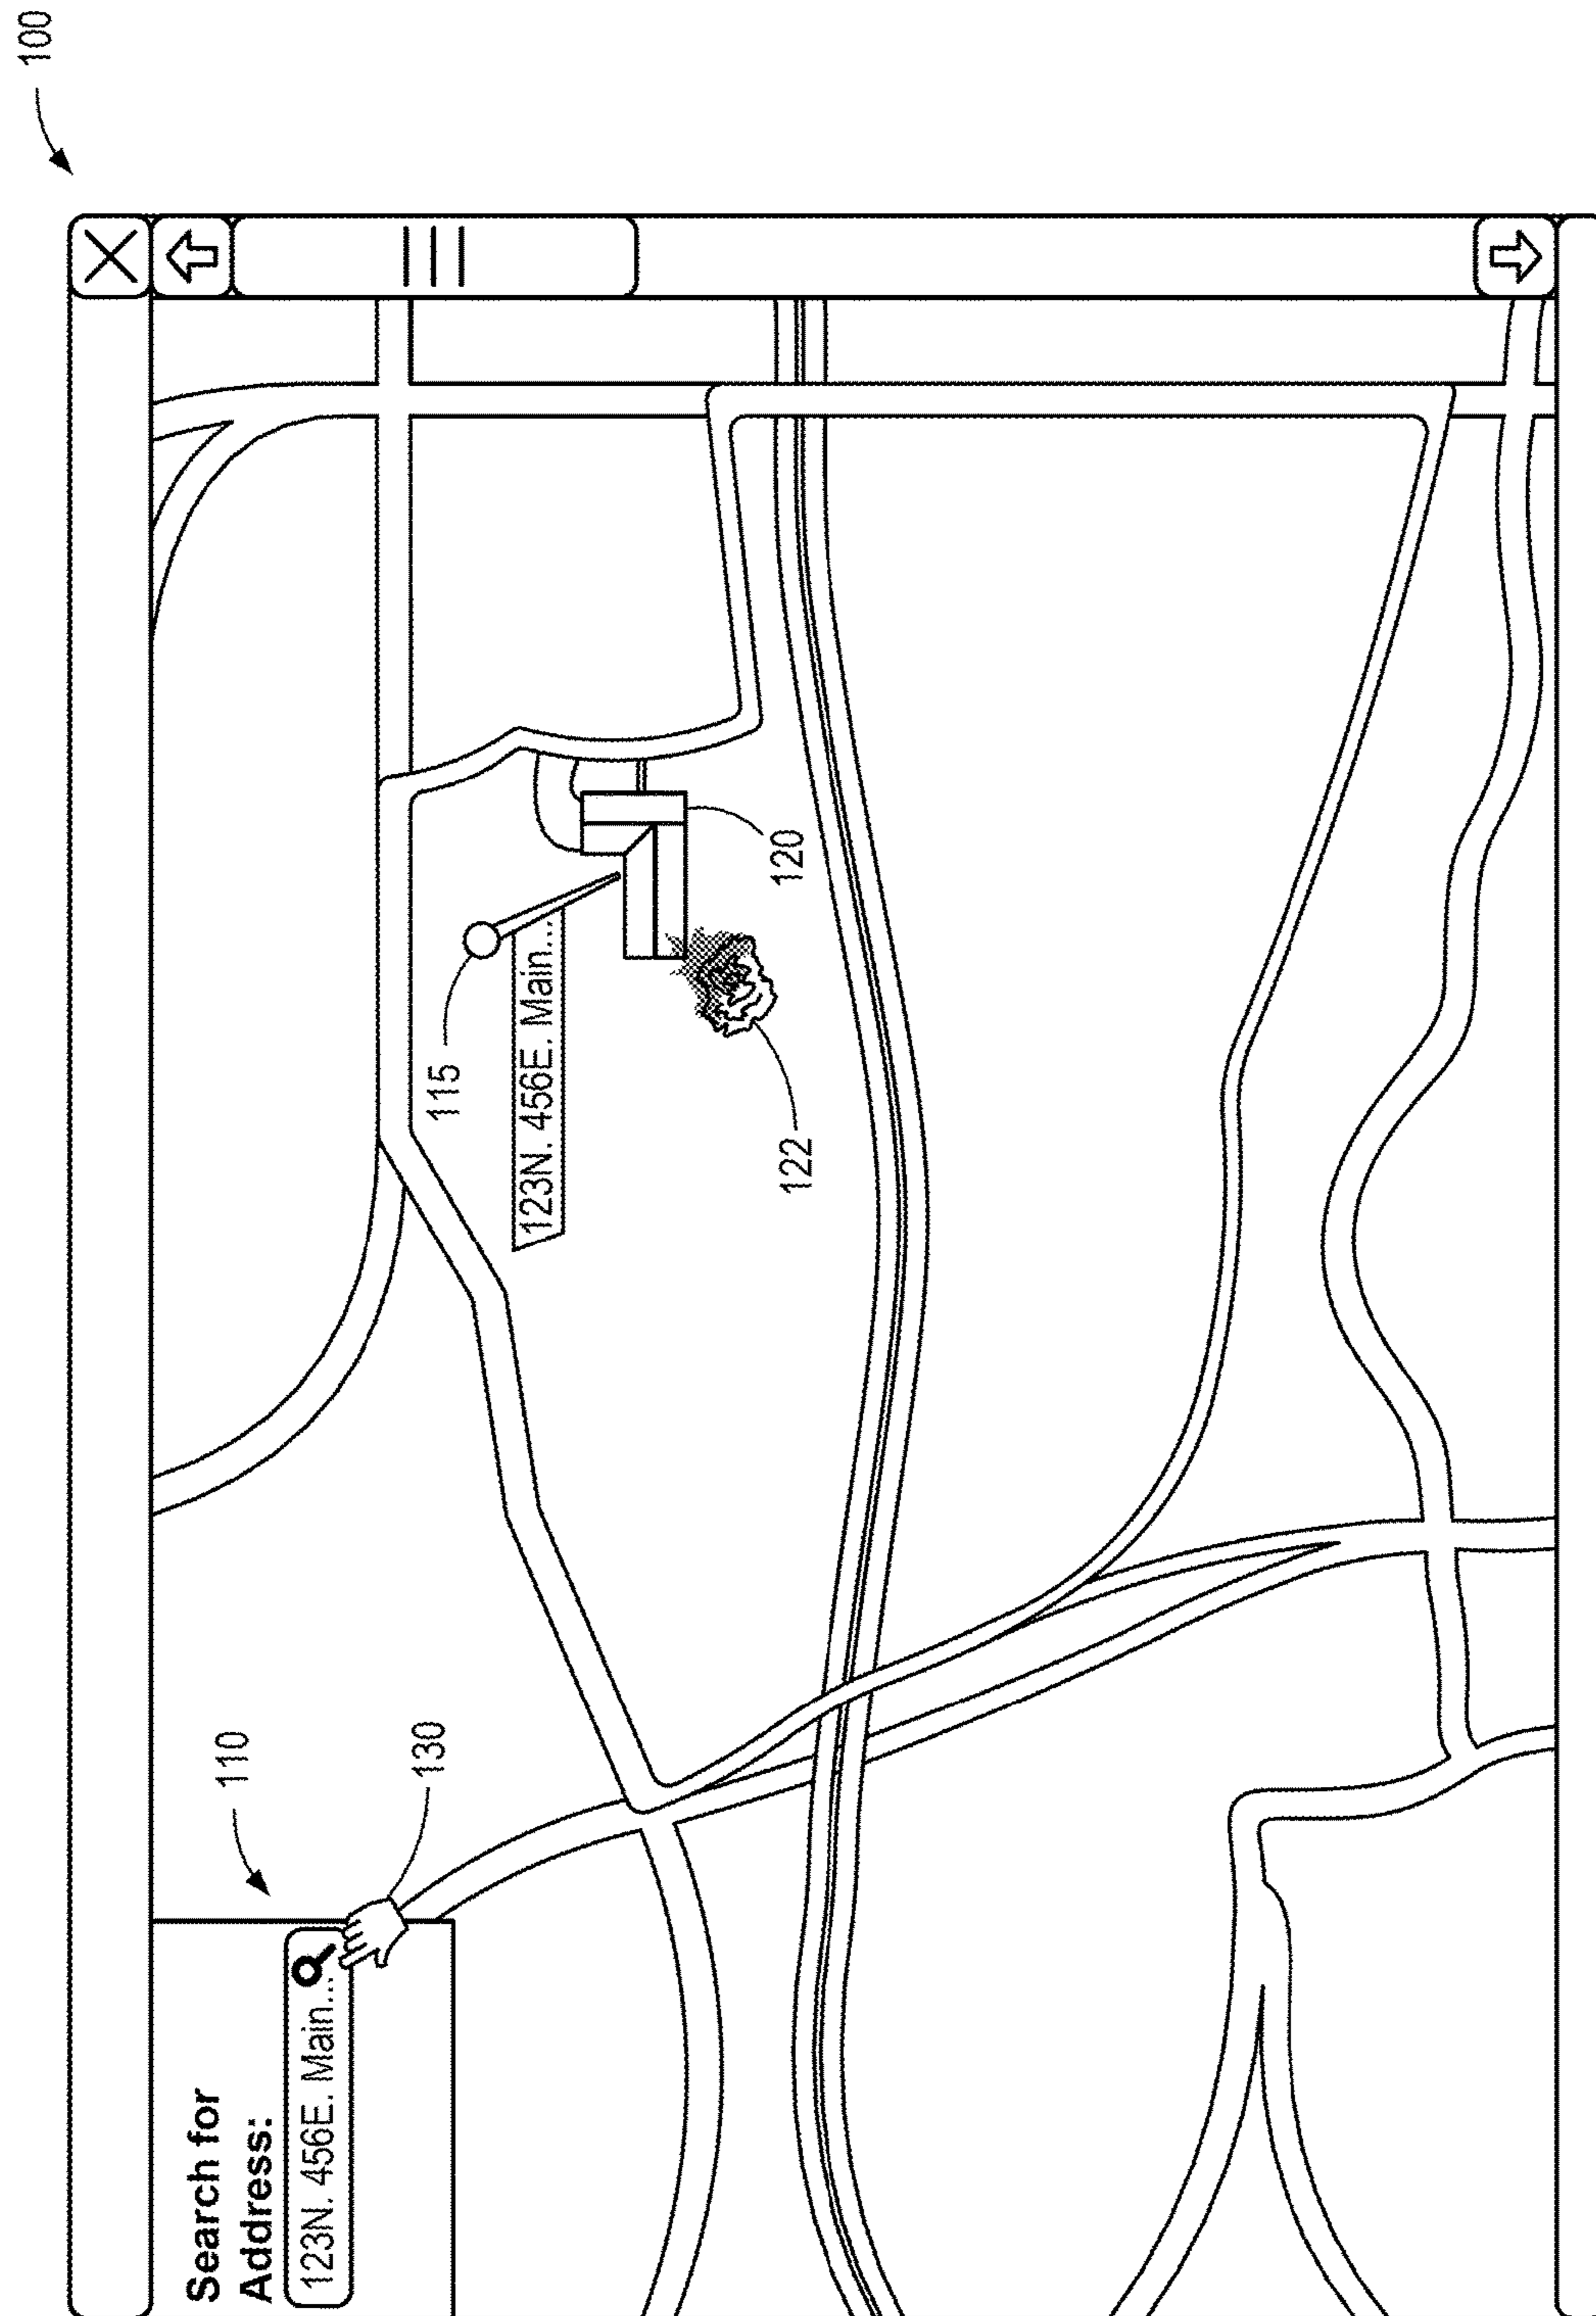 100
110
Search for
Address:
123N. 456E. Main...
130
115
123N. 456E. Main...
120
122